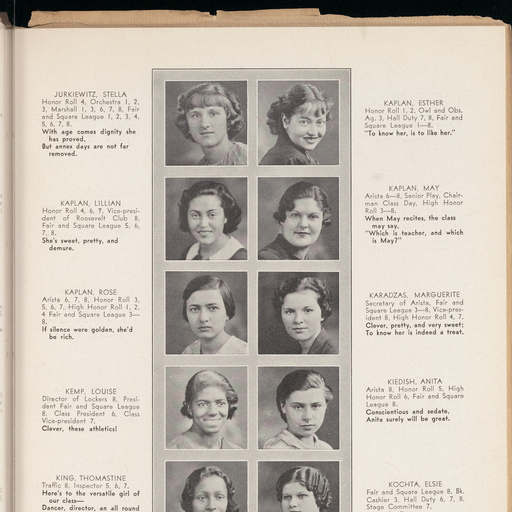 JURKIEWITZ, STELLA
Honor Roll 4, Orchestra 1, 2,
3, Marshall 1, 3, 6, 7, 8, Fair
and Square League 1, 2, 3, 4,
5, 6, 7, 8.
With age comes dignity she
has proved,
But annex days are not far
removed.
KAPLAN, LILLIAN
Honor Roll 4, 6, 7, Vice-presi-
dent of Roosevelt Club 8,
Fair and Square League 5, 6,
7, 8.
She's sweet, pretty, and
demure.
KAPLAN, ROSE
Arista 6, 7, 8, Honor Roll 3,
5, 6, 7, High Honor Roll 1, 2,
4 Fair and Square League 3—
8.
If silence were golden, she'd
be rich.
KEMP, LOUISE
Director of Lockers 8, Presi-
dent Fair and Square League
8, Class President 6, Class
Vice-president 7.
Clever, these athletics!
KING, THOMASTINE
Traffic 8, Inspector 5, 6, 7.
Here's to the versatile girl of
our class—
Dancer, director, an all round
KAPLAN, ESTHER
Honor Roll 1, 2, Owl and Obs.
Ag. 3, Hall Duty 7, 8, Fair and
Square League 1—8.
"To know her, is to like her."
KAPLAN, MAY
Arista 6—8, Senior Play, Chair-
man Class Day, High Honor
Roll 3—8.
When May recites, the class
may say,
"Which is teacher, and which
is May?"
KARADZAS, MARGUERITE
Secretary of Arista, Fair and
Square League 3—8, Vice-pres-
ident 8, High Honor Roll 4, 7,
Clever, pretty, and very sweet;
To know her is indeed a treat.
KIEDISH, ANITA
Arista 8, Honor Roll 5, High
Honor Roll 6, Fair and Square
League 8.
Conscientious and sedate,
Anita surely will be great.
KOCHTA, ELSIE
Fair and Square League 8, Bk.
Cashier 3, Hall Duty 6, 7, 8,
Stage Committee 7.